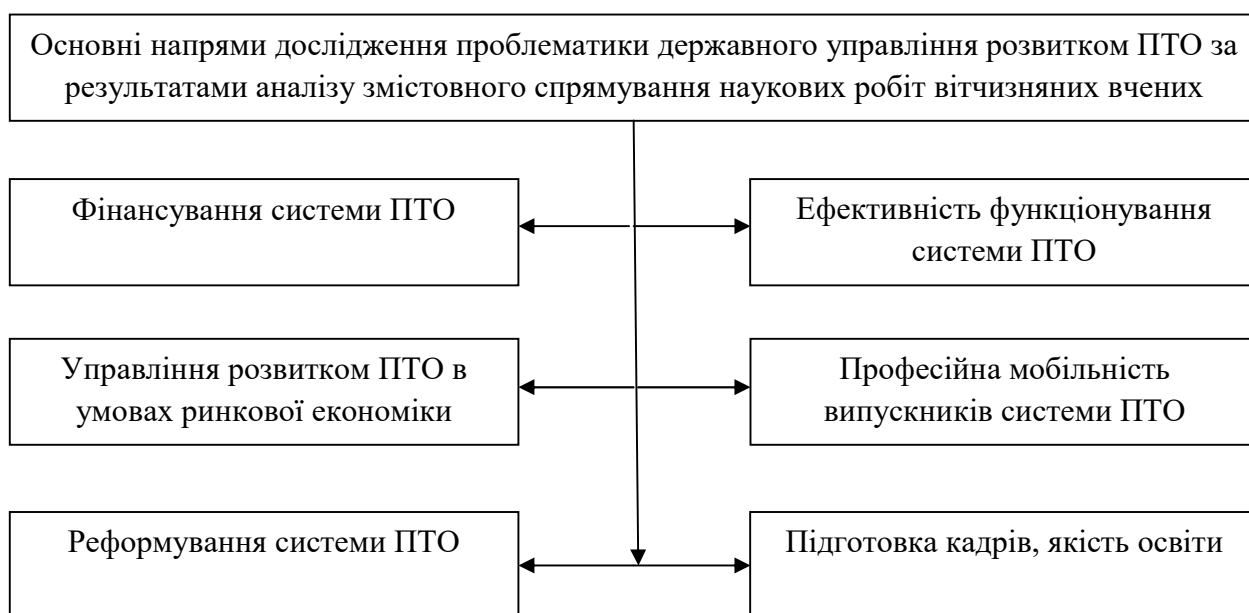 Основні напрями дослідження проблематики державного управління розвитком ПТО за
результатами аналізу змістовного спрямування наукових робіт вітчизняних вчених
Фінансування системи ПТО
Ефективність функціонування
системи ПТО
Управління розвитком ПТО в
умовах ринкової економіки
Професійна мобільність
випускників системи ПТО
Реформування системи ПТО
Підготовка кадрів, якість освіти